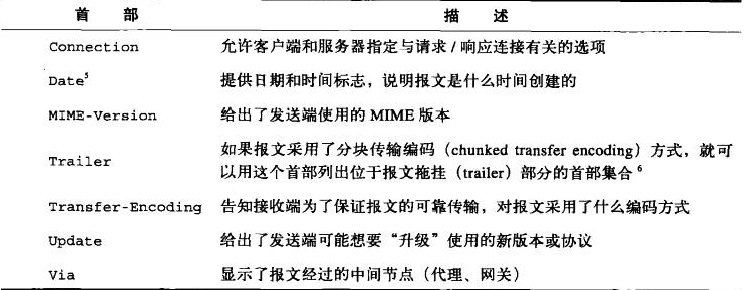 首 部 描 述
Connection 允许客户端和服务器指定与请求/响应连接有关的选项
Date⁵ 提供日期和时间标志，说明报文是什么时间创建的
MIME-Version 给出了发送端使用的 MIME 版本
Trailer 如果报文采用了分块传输编码（chunked transfer encoding）方式，就可
以用这个首部列出位于报文拖挂（trailer）部分的首部集合⁶
Transfer-Encoding 告知接收端为了保证报文的可靠传输，对报文采用了什么编码方式
Update 给出了发送端可能想要“升级”使用的新版本或协议
Via 显示了报文经过的中间节点（代理、网关）